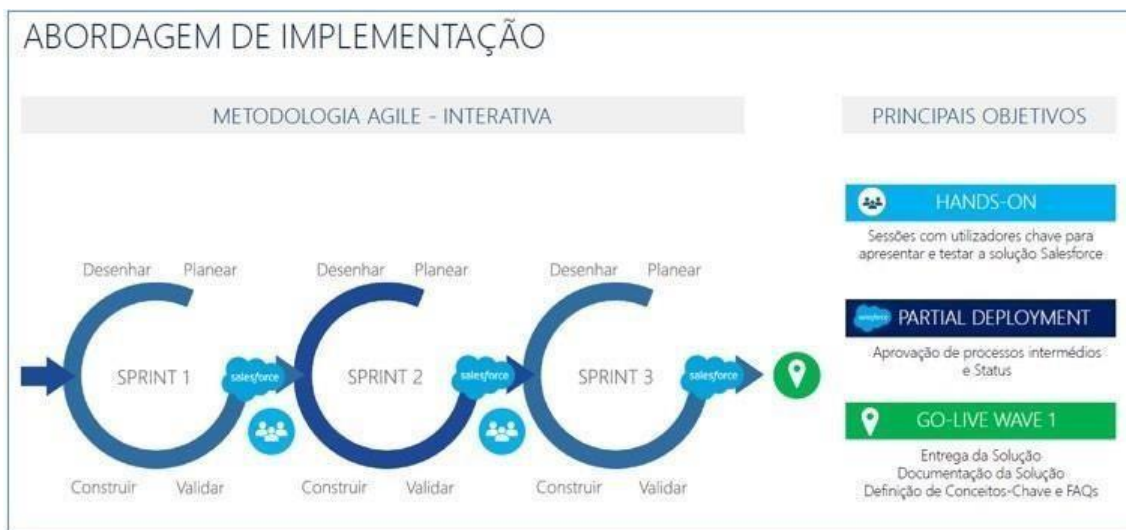 ABORDAGEM DE IMPLEMENTAÇÃO
METODOLOGIA AGILE - INTERATIVA
Desenhar Planear
SPRINT 1
salesforce
Construir Validar
Desenhar Planear
SPRINT 2
salesforce
Construir Validar
Desenhar Planear
SPRINT 3
salesforce
Construir Validar
PRINCIPAIS OBJETIVOS
HANDS-ON
Sessões com utilizadores chave para
apresentar e testar a solução Salesforce
salesforce PARTIAL DEPLOYMENT
Aprovação de processos intermédios
e Status
GO-LIVE WAVE 1
Entrega da Solução
Documentação da Solução
Definição de Conceitos-Chave e FAQs